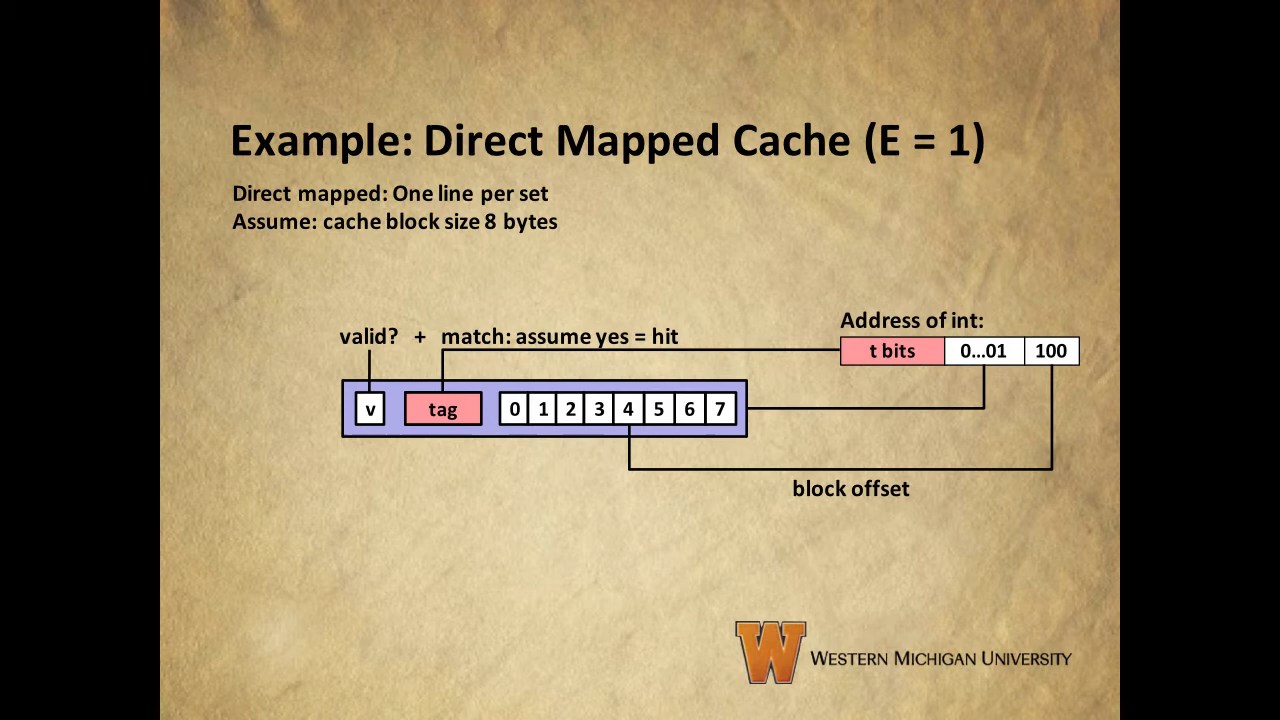 Example: Direct Mapped Cache (E = 1)
Direct mapped: One line per set
Assume: cache block size 8 bytes
Address of int:
valid? + match: assume yes = hit
t bits 0...01 100
v tag 0 1 2 3 4 5 6 7
block offset
W WESTERN MICHIGAN UNIVERSITY